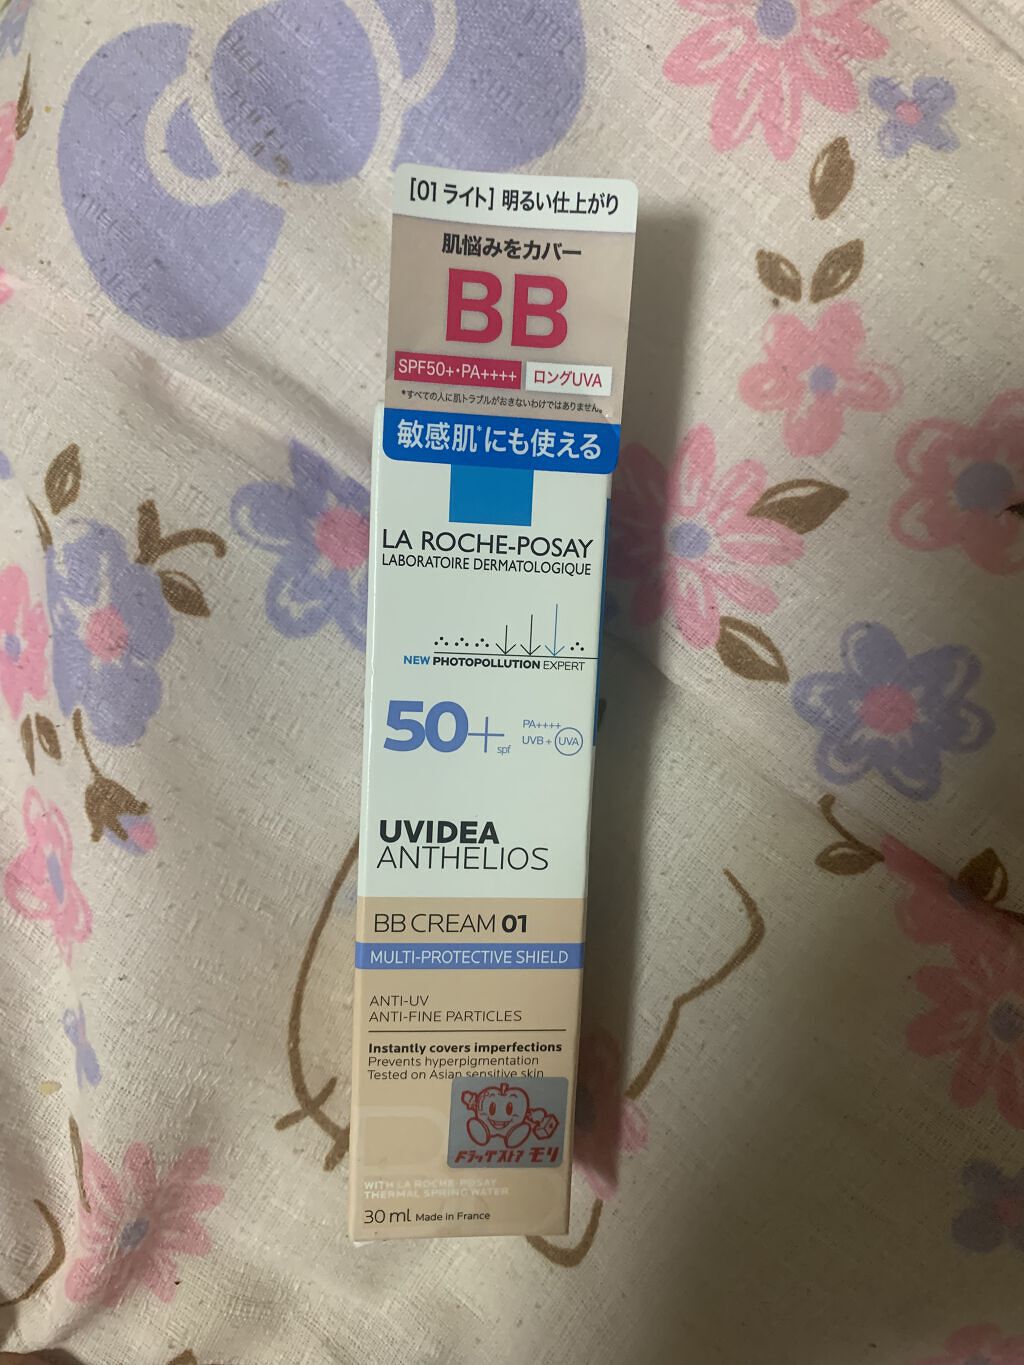 [01 ライト] 明るい仕上がり
肌悩みをカバー
BB
SPF50+・PA++++ ロングUVA
*すべての人に肌トラブルがおきないわけではありません。
敏感肌*にも使える
LA ROCHE-POSAY
LABORATOIRE DERMATOLOGIQUE
NEW PHOTOPOLLUTION EXPERT
50+ spf
PA++++
UVB + UVA
UVIDEA
ANTHELIOS
BB CREAM 01
MULTI-PROTECTIVE SHIELD
ANTI-UV
ANTI-FINE PARTICLES
Instantly covers imperfections
Prevents hyperpigmentation
Tested on Asian sensitive skin
ドラッグストア モリ
WITH LA ROCHE-POSAY
THERMAL SPRING WATER
30 ml Made in France